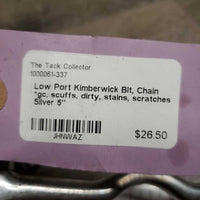 The Tack Collector
1000061-337
Low Port Kimberwick Bit, Chain
*gc, scuffs, dirty, stains, scratches
Silver 5"
$26.50
JHNWAZ